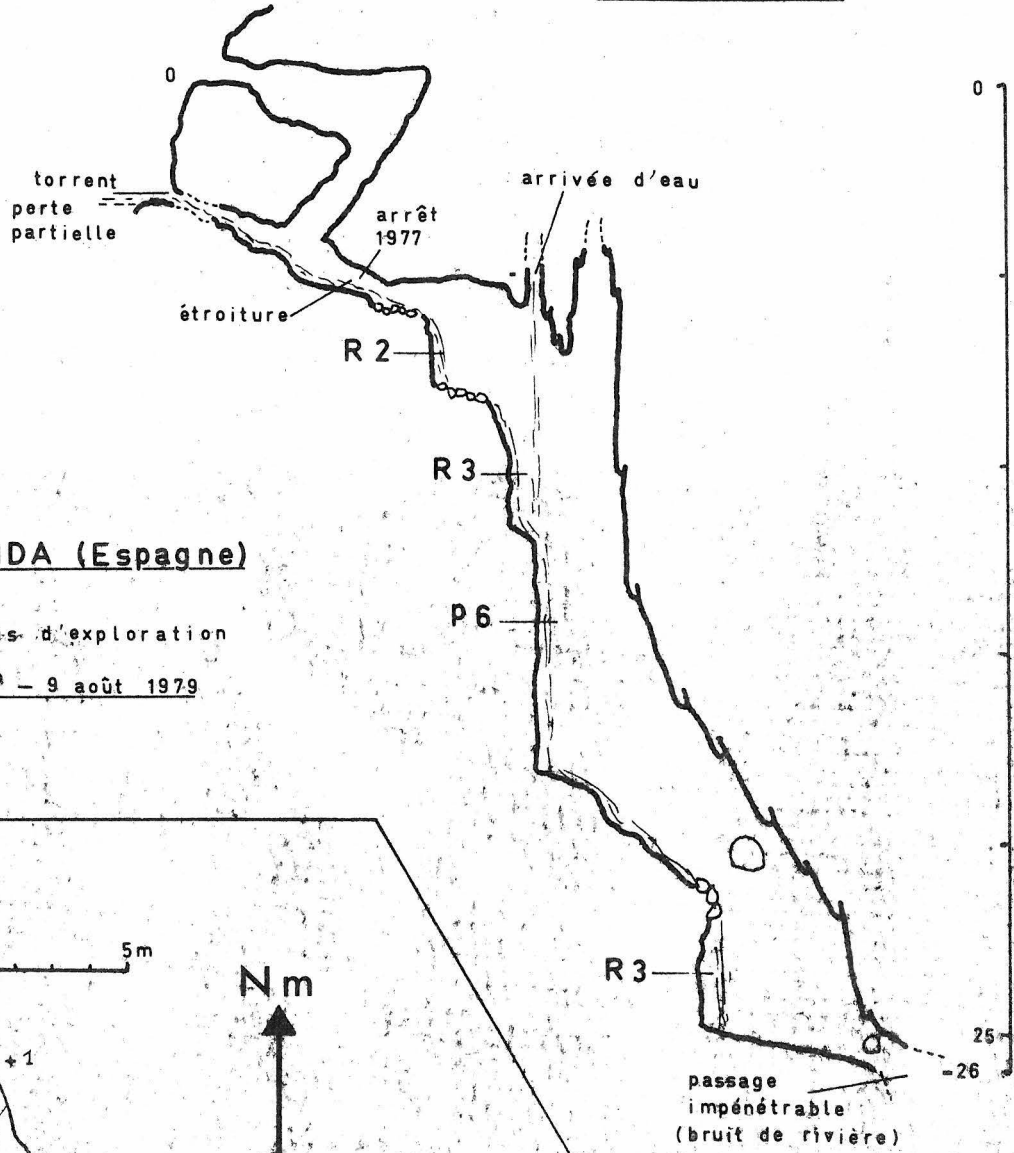 0
0
torrent
perte
partielle
arrivée d'eau
arrêt
1977
étroiture
R 2
R 3
(Espagne)
P 6
d'exploration
– 9 août 1979
5m
Nm
R 3
+1
25
-26
passage
impénétrable
(bruit de rivière)